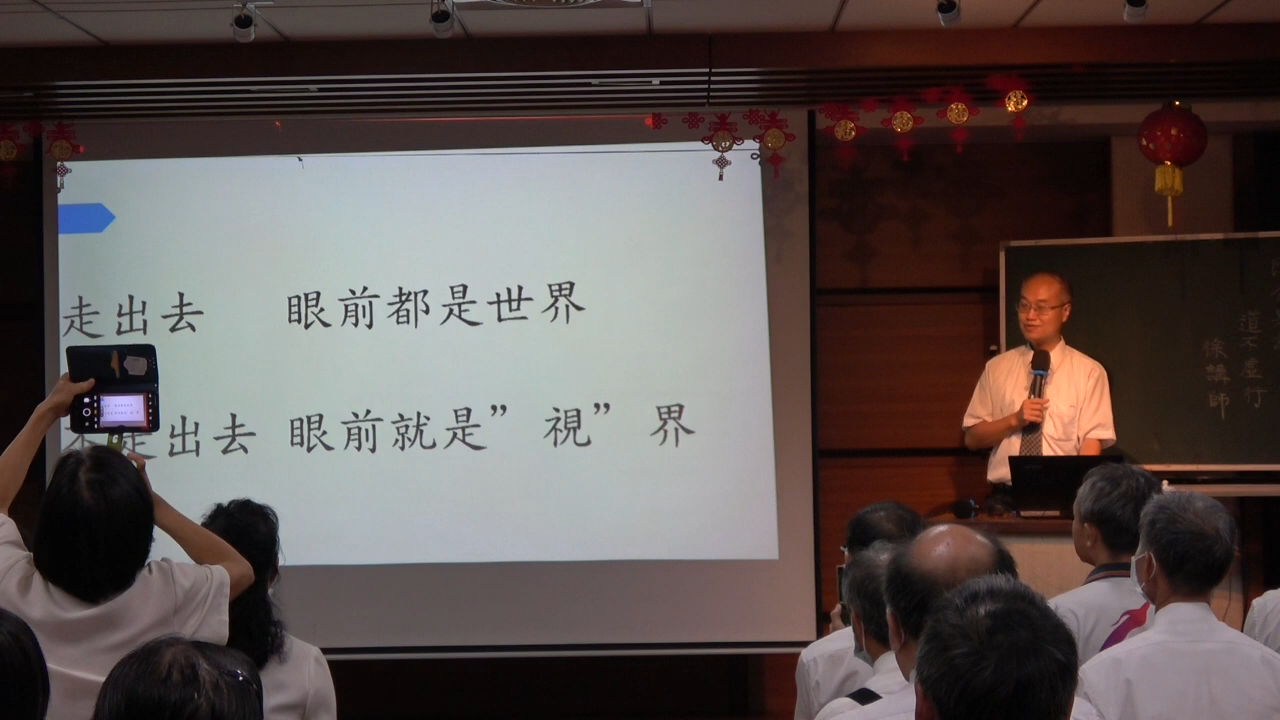 走出去 眼前都是世界
不走出去 眼前就是”視” 界
道不虛行
徐講師